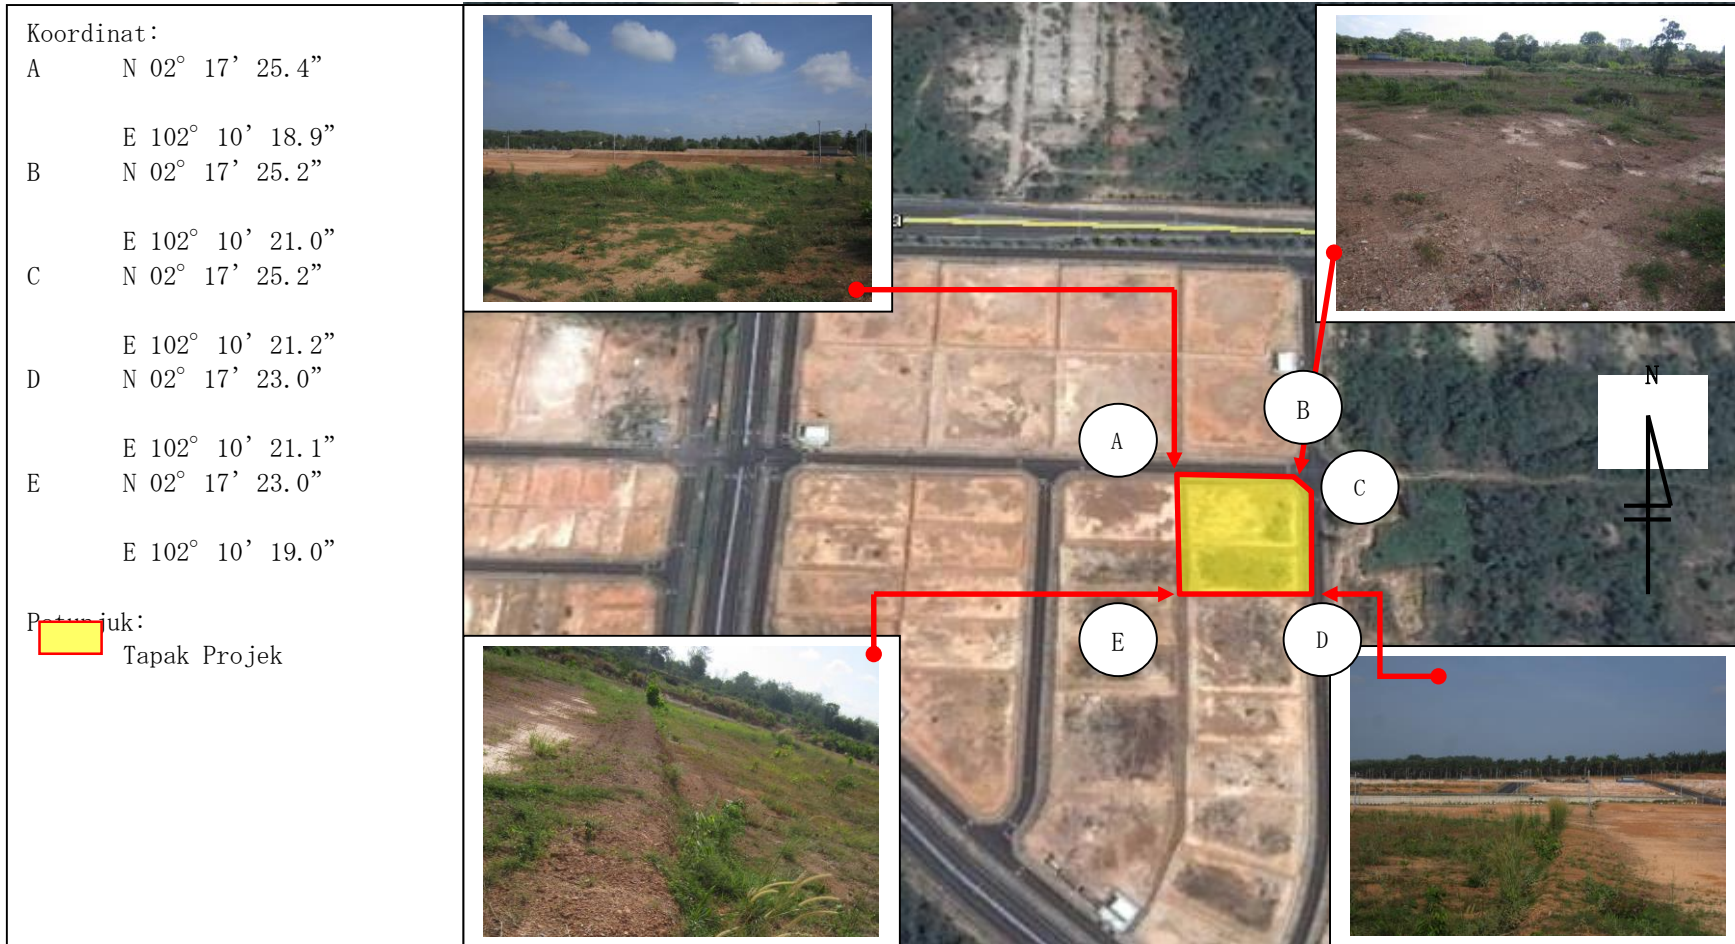 Koordinat:
A N 02° 17’ 25.4”
E 102° 10’ 18.9”
B N 02° 17’ 25.2”
E 102° 10’ 21.0”
C N 02° 17’ 25.2”
E 102° 10’ 21.2”
D N 02° 17’ 23.0”
E 102° 10’ 21.1”
E N 02° 17’ 23.0”
E 102° 10’ 19.0”
Petunjuk:
Tapak Projek
A
B
C
D
E
N